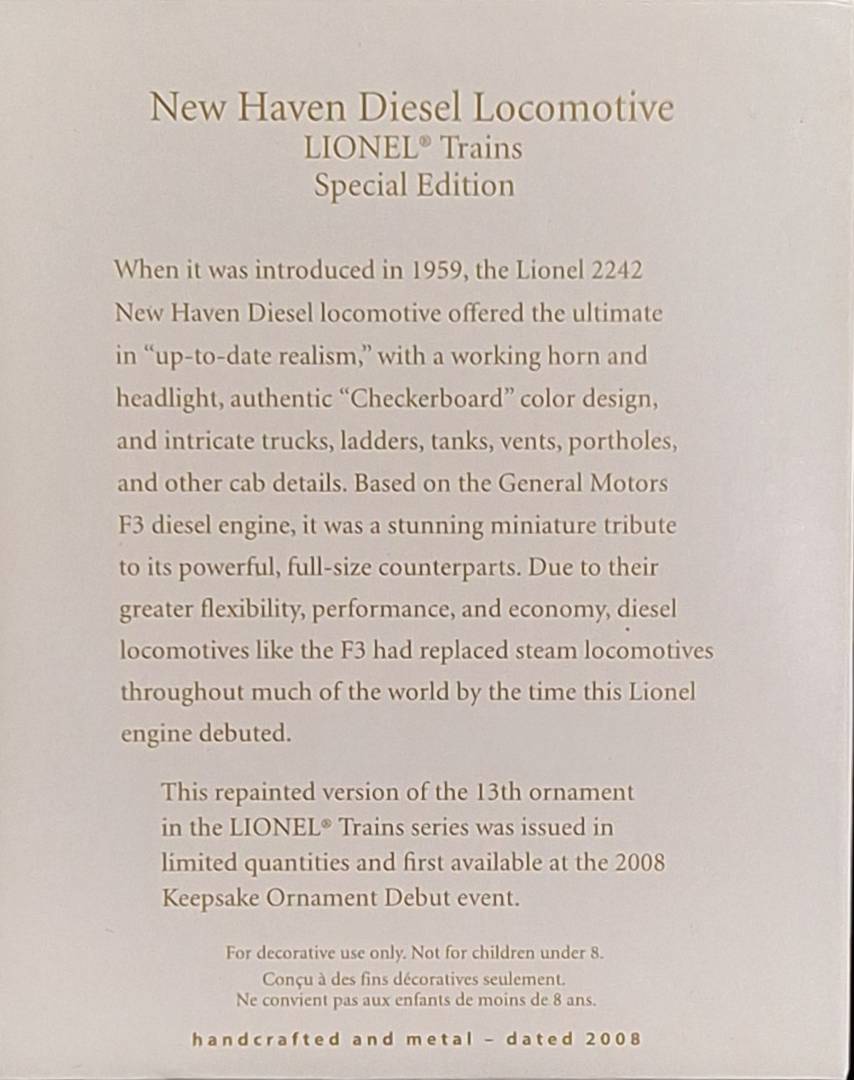 New Haven Diesel Locomotive
LIONEL® Trains
Special Edition
When it was introduced in 1959, the Lionel 2242
New Haven Diesel locomotive offered the ultimate
in “up-to-date realism,” with a working horn and
headlight, authentic “Checkerboard” color design,
and intricate trucks, ladders, tanks, vents, portholes,
and other cab details. Based on the General Motors
F3 diesel engine, it was a stunning miniature tribute
to its powerful, full-size counterparts. Due to their
greater flexibility, performance, and economy, diesel
locomotives like the F3 had replaced steam locomotives
throughout much of the world by the time this Lionel
engine debuted.
This repainted version of the 13th ornament
in the LIONEL® Trains series was issued in
limited quantities and first available at the 2008
Keepsake Ornament Debut event.
For decorative use only. Not for children under 8.
Conçu à des fins décoratives seulement.
Ne convient pas aux enfants de moins de 8 ans.
handcrafted and metal – dated 2008